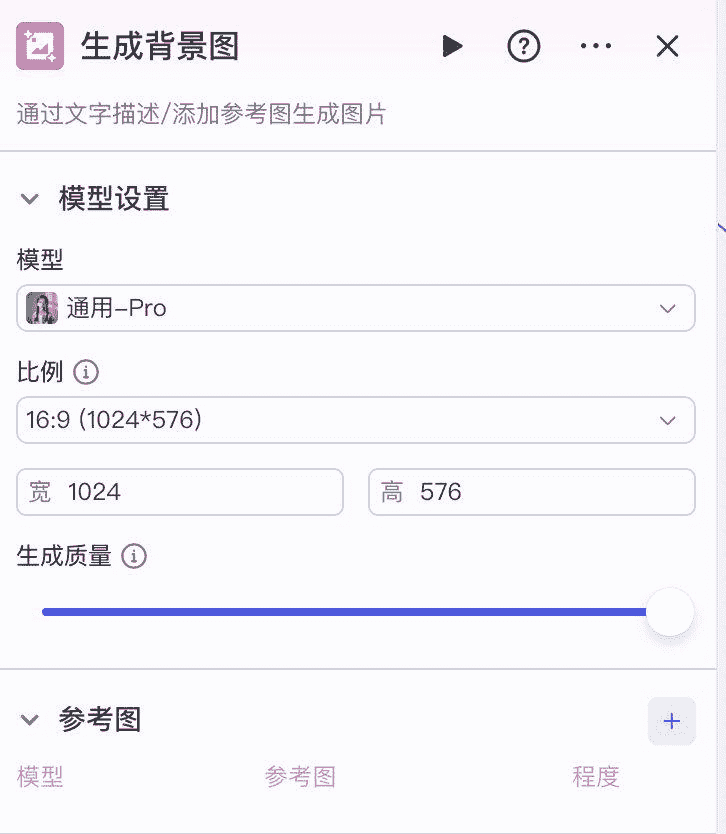 生成背景图
通过文字描述/添加参考图生成图片
模型设置
模型
通用-Pro
比例
16:9 (1024*576)
宽 1024 高 576
生成质量
参考图
模型 参考图 程度